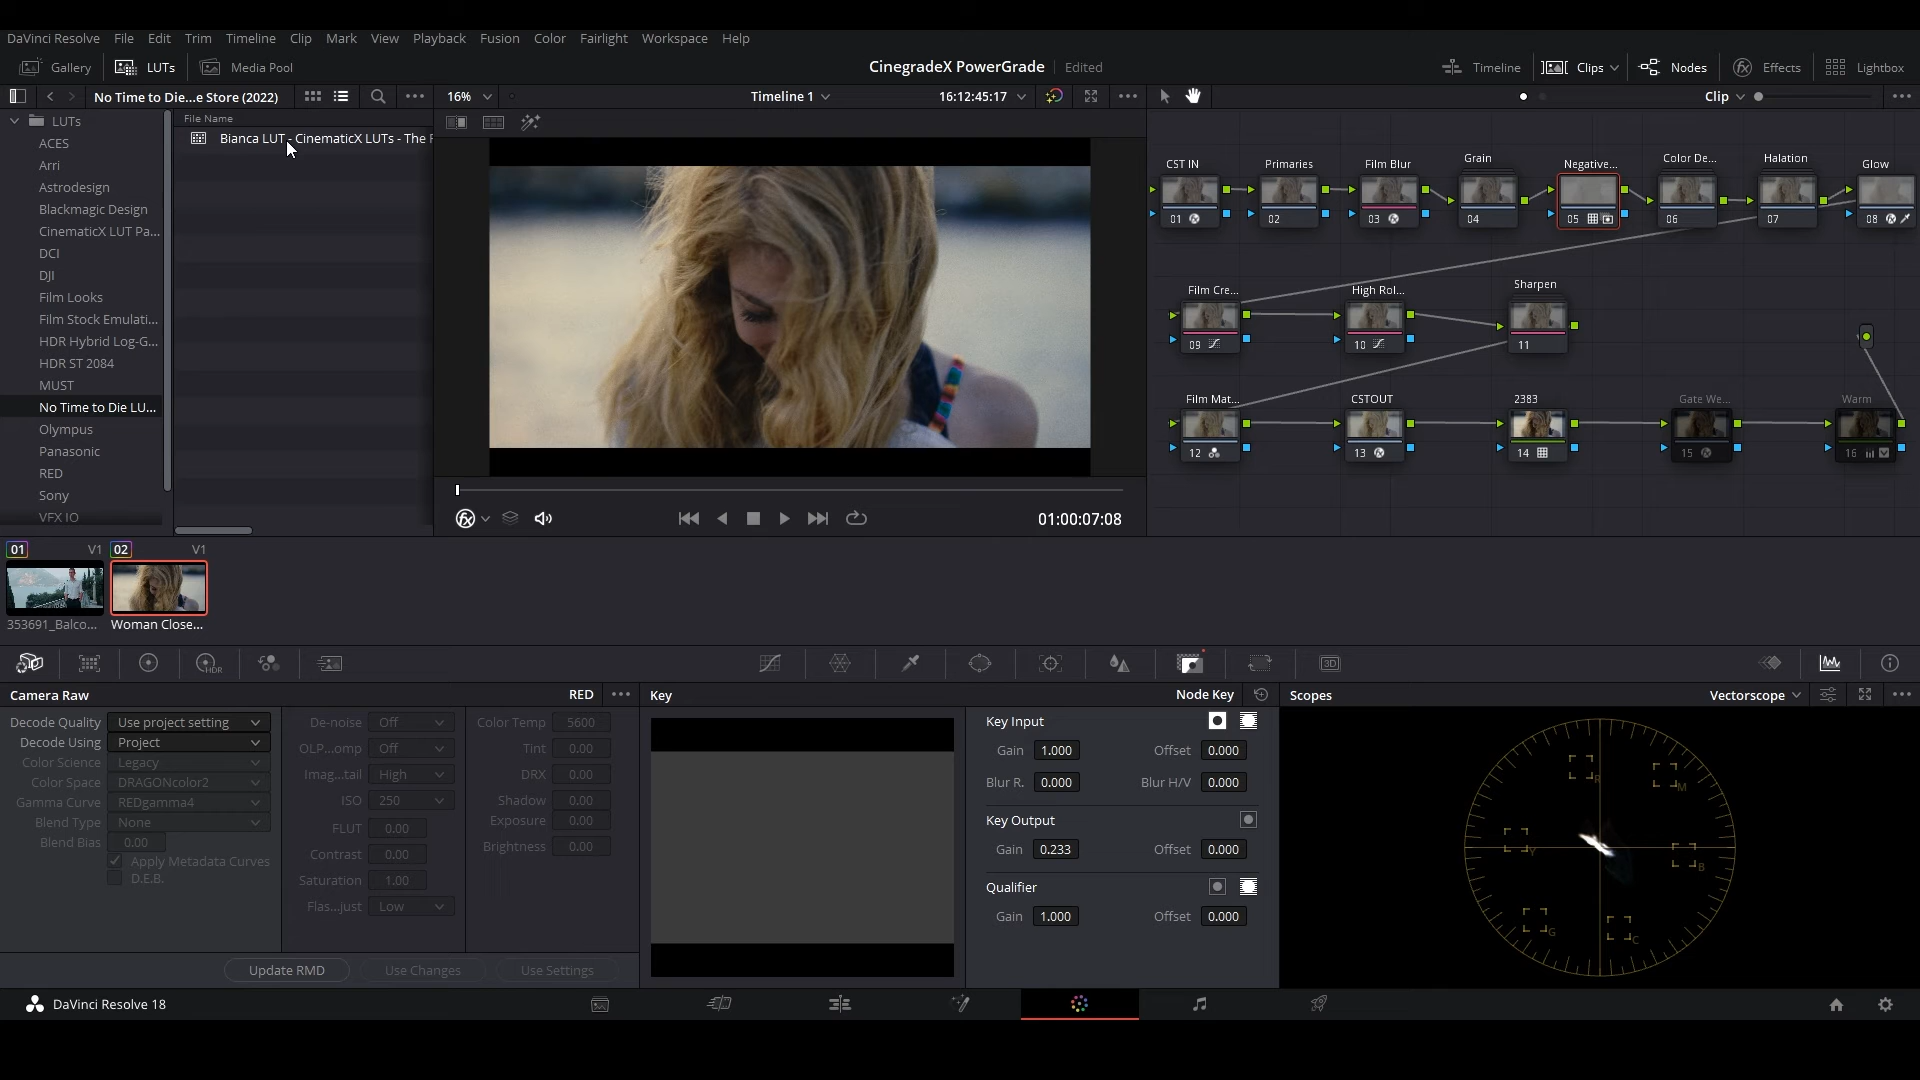 DaVinci Resolve File Edit Trim Timeline Clip Mark View Playback Fusion Color Fairlight Workspace Help
Gallery LUTs Media Pool CinegradeX PowerGrade Edited Timeline Clips Nodes Effects Lightbox
No Time to Die...e Store (2022) 16% Timeline 1 16:12:45:17 Clip
LUTs
ACES
Arri
Astrodesign
Blackmagic Design
CinematicX LUT Pa...
DCI
DJI
Film Looks
Film Stock Emulati...
HDR Hybrid Log-G...
HDR ST 2084
MUST
No Time to Die LU...
Olympus
Panasonic
RED
Sony
VFX IO
File Name
Bianca LUT - CinematicX LUTs - The
01:00:07:08
CST IN Primaries Film Blur Grain Negative... Color De... Halation Glow
01 02 03 04 05 06 07 08
Film Cre... High Rol... Sharpen
09 10 11
Film Mat... CSTOUT 2383 Gate We... Warm
12 13 14 15 16
01 V1 02 V1
353691_Balco... Woman Close...
HDR
3D
Camera Raw RED
Decode Quality Use project setting
Decode Using Project
Color Science Legacy
Color Space DRAGONcolor2
Gamma Curve REDgamma4
Blend Type None
Blend Bias 0.00
Apply Metadata Curves
D.E.B.
De-noise Off
OLP...omp Off
Imag...tail High
ISO 250
FLUT 0.00
Contrast 0.00
Saturation 1.00
Flas...just Low
Color Temp 5600
Tint 0.00
DRX 0.00
Shadow 0.00
Exposure 0.00
Brightness 0.00
Update RMD Use Changes Use Settings
Key Node Key
Key Input
Gain 1.000 Offset 0.000
Blur R. 0.000 Blur H/V 0.000
Key Output
Gain 0.233 Offset 0.000
Qualifier
Gain 1.000 Offset 0.000
Scopes Vectorscope
R
M
Y
B
G
C
DaVinci Resolve 18